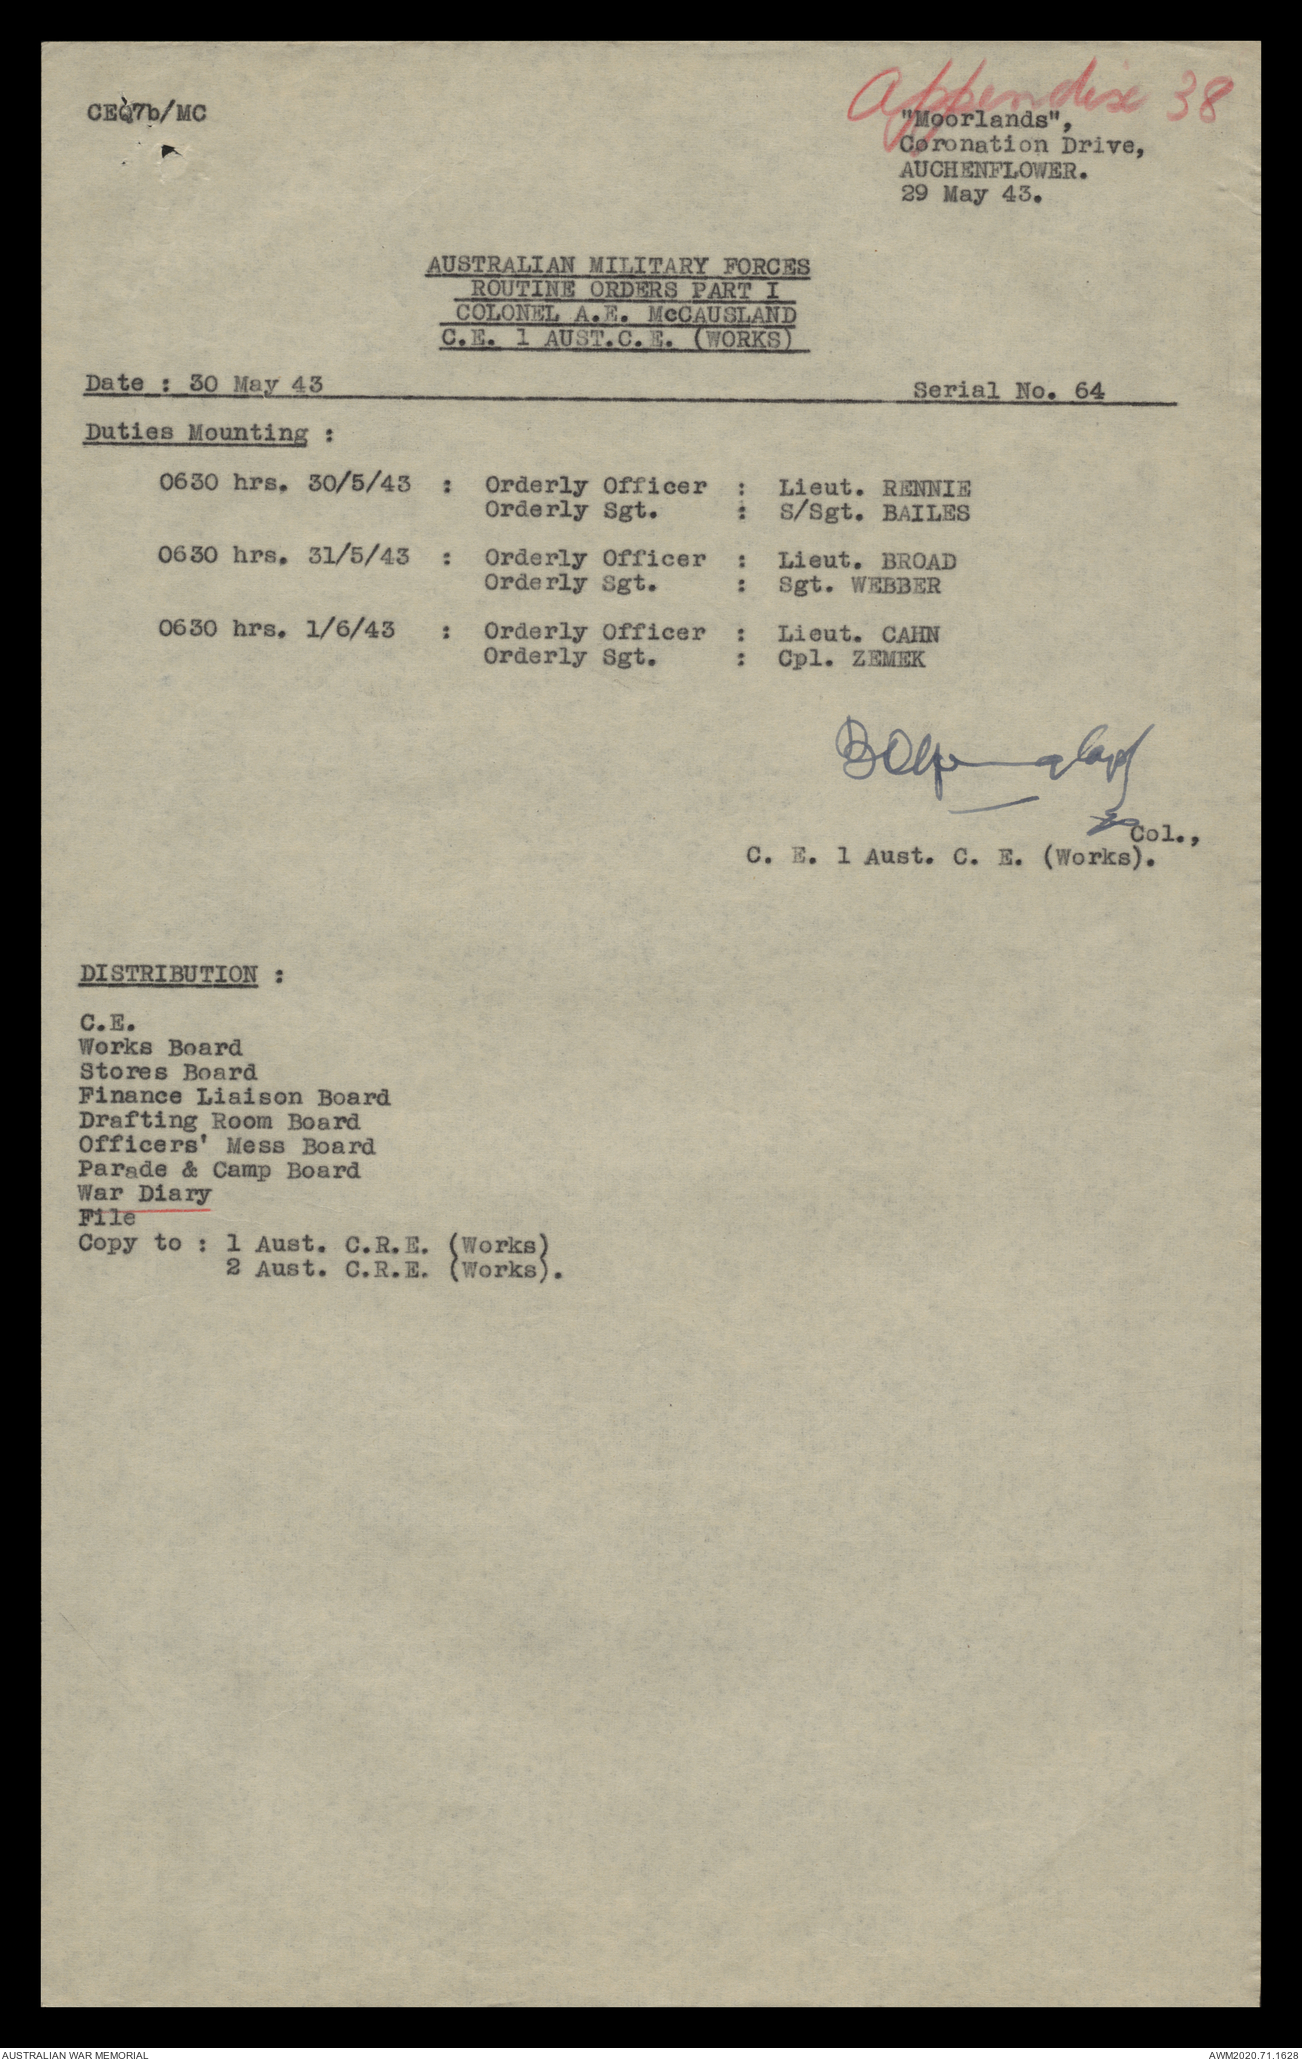 Appendix 38
CEQ7b/MC
"Moorlands",
Coronation Drive,
AUCHENFLOWER.
29 May 43.
AUSTRALIAN MILITARY FORCES
ROUTINE ORDERS PART I
COLONEL A.E. McCAUSLAND
C.E. 1 AUST.C.E. (WORKS)
Date : 30 May 43 Serial No. 64
Duties Mounting :
0630 hrs. 30/5/43 : Orderly Officer : Lieut. RENNIE
Orderly Sgt. : S/Sgt. BAILES
0630 hrs. 31/5/43 : Orderly Officer : Lieut. BROAD
Orderly Sgt. : Sgt. WEBBER
0630 hrs. 1/6/43 : Orderly Officer : Lieut. CAHN
Orderly Sgt. : Cpl. ZEMEK
Col.,
C. E. 1 Aust. C. E. (Works).
DISTRIBUTION :
C.E.
Works Board
Stores Board
Finance Liaison Board
Drafting Room Board
Officers' Mess Board
Parade & Camp Board
War Diary
File
Copy to : 1 Aust. C.R.E. (Works)
2 Aust. C.R.E. (Works).
AUSTRALIAN WAR MEMORIAL
AWM2020.71.1628